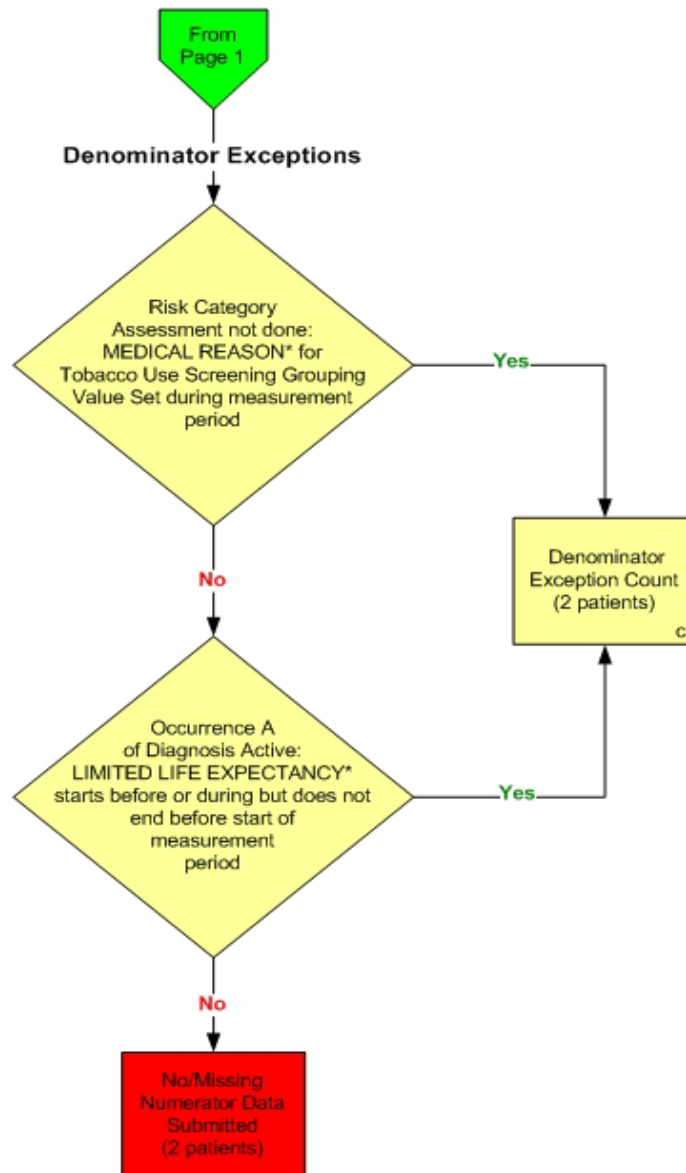 From
Page 1
Denominator Exceptions
Risk Category
Assessment not done:
MEDICAL REASON* for
Tobacco Use Screening Grouping
Value Set during measurement
period
Yes
No
Denominator
Exception Count
(2 patients)
c
Occurrence A
of Diagnosis Active:
LIMITED LIFE EXPECTANCY*
starts before or during but does not
end before start of
measurement
period
Yes
No
No/Missing
Numerator Data
Submitted
(2 patients)